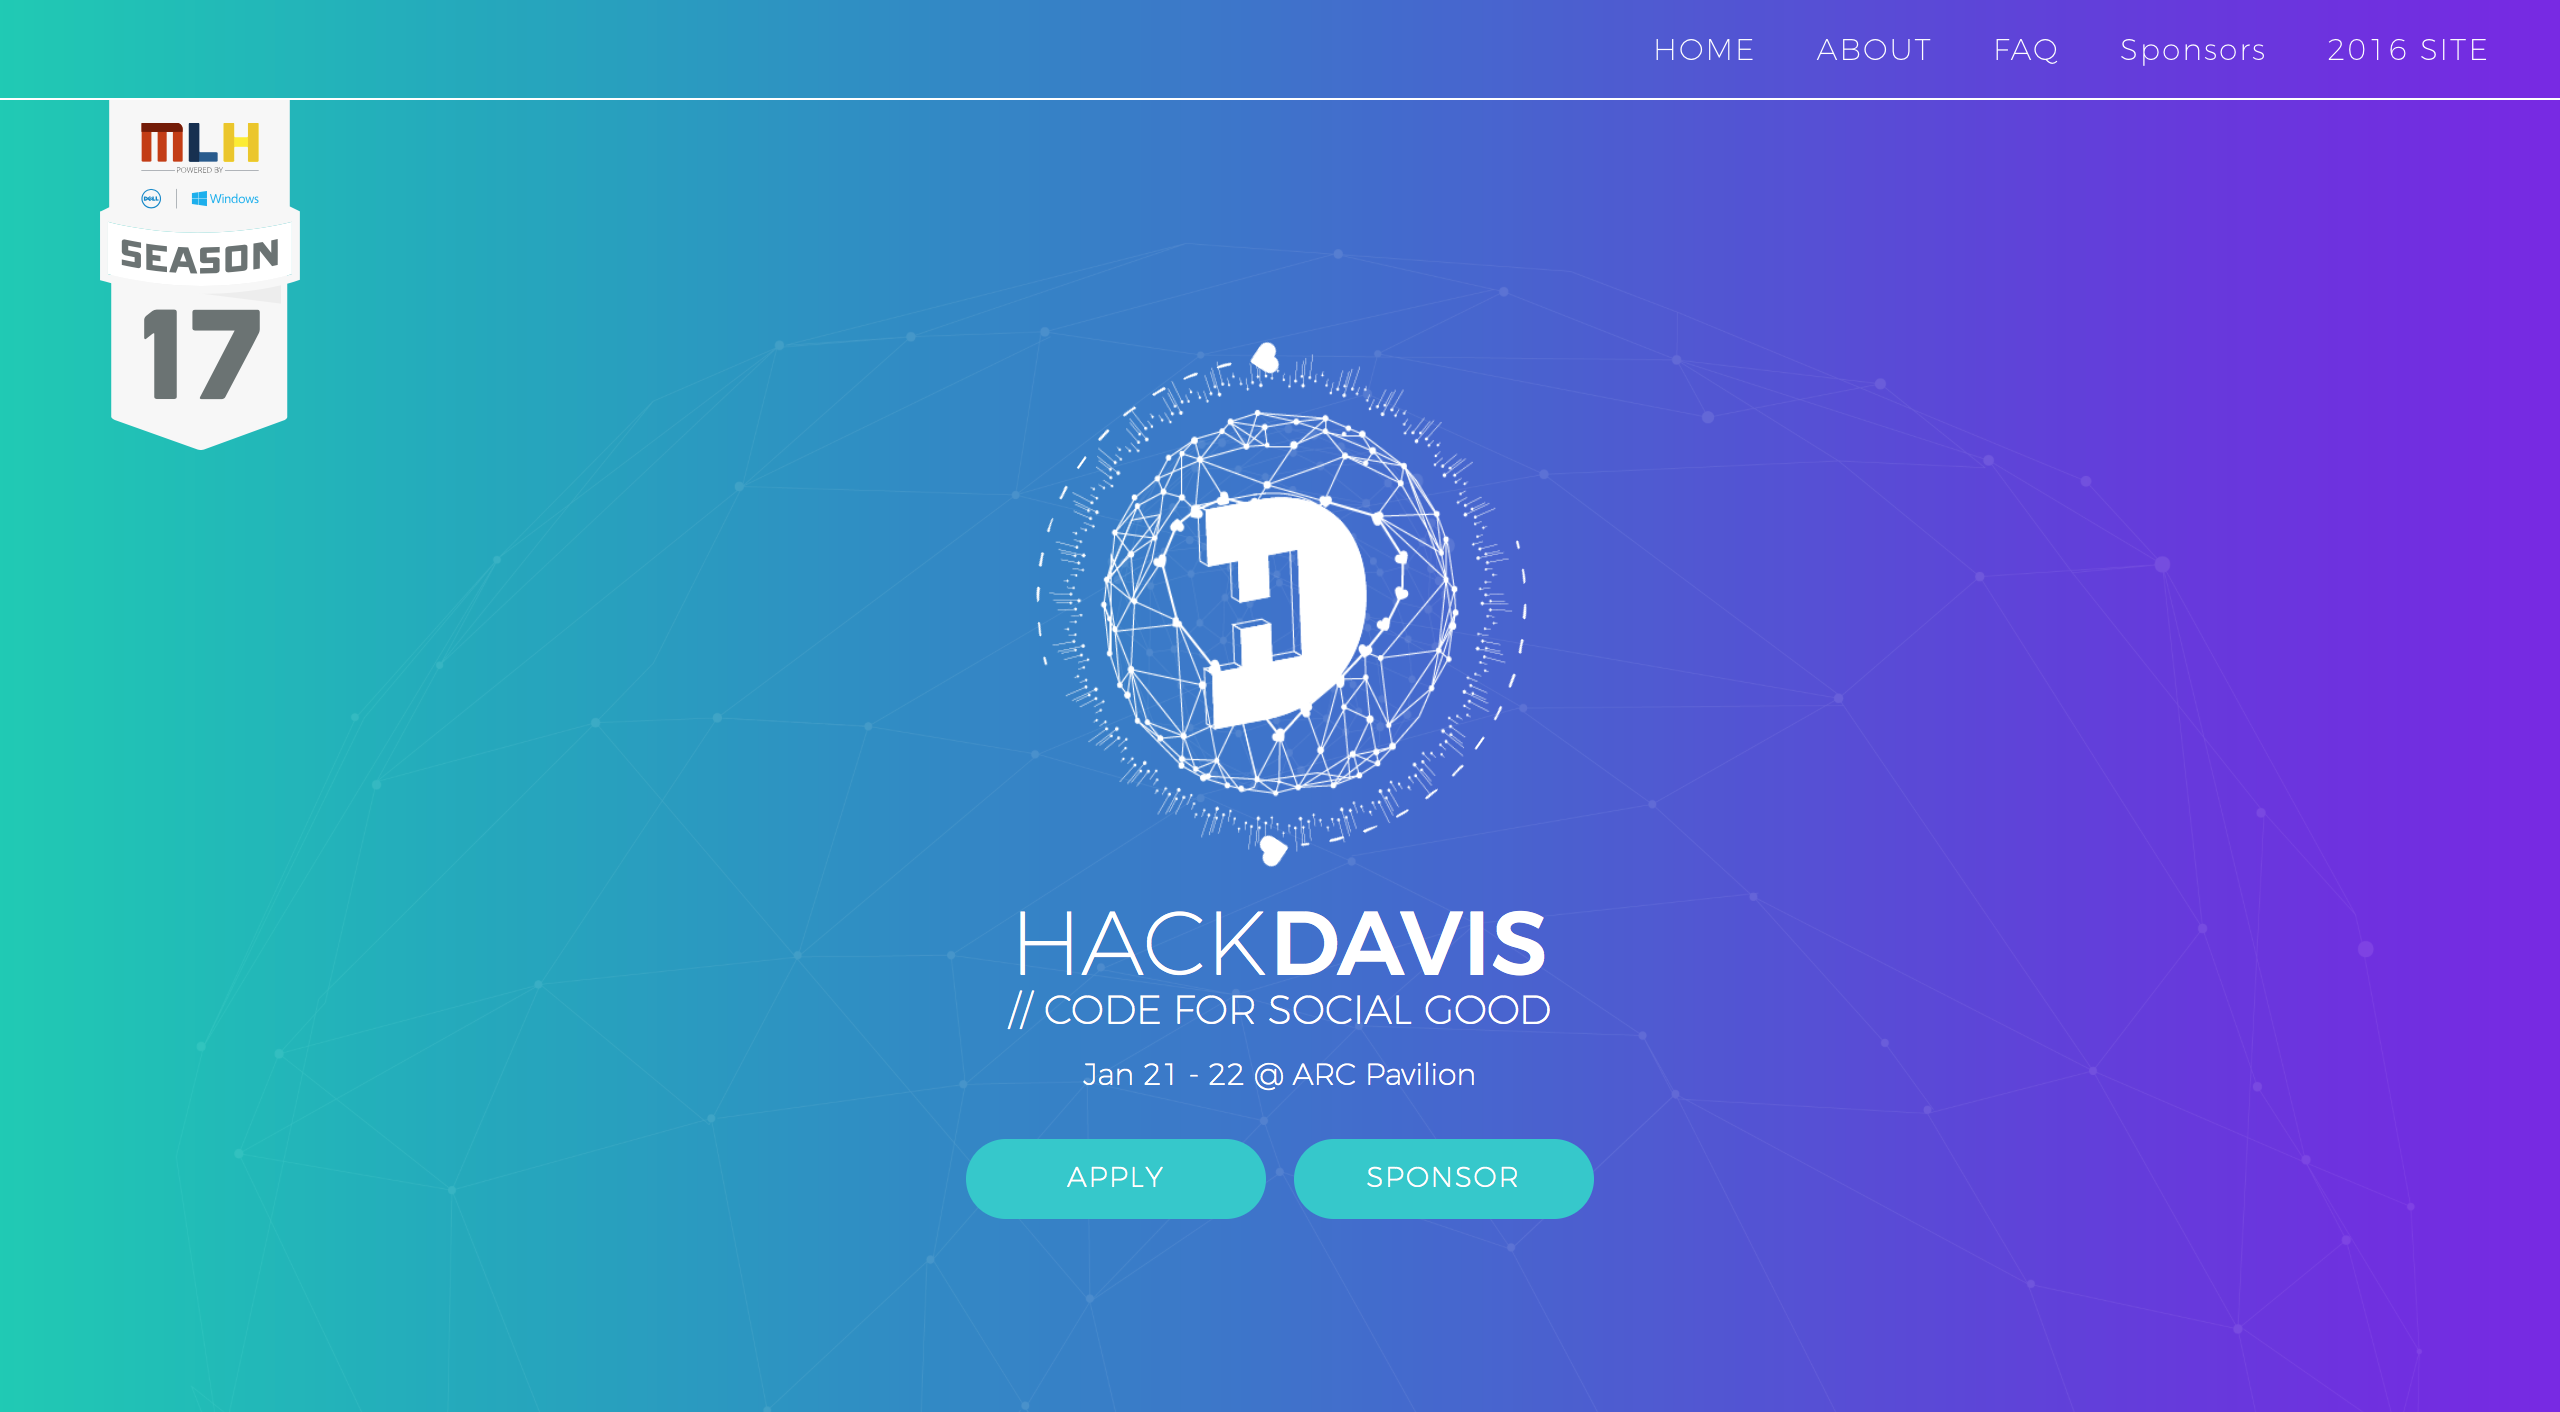 HOME ABOUT FAQ Sponsors 2016 SITE
MLH
POWERED BY
DELL Windows
SEASON
17
HD
HACKDAVIS
// CODE FOR SOCIAL GOOD
Jan 21 - 22 @ ARC Pavilion
APPLY SPONSOR